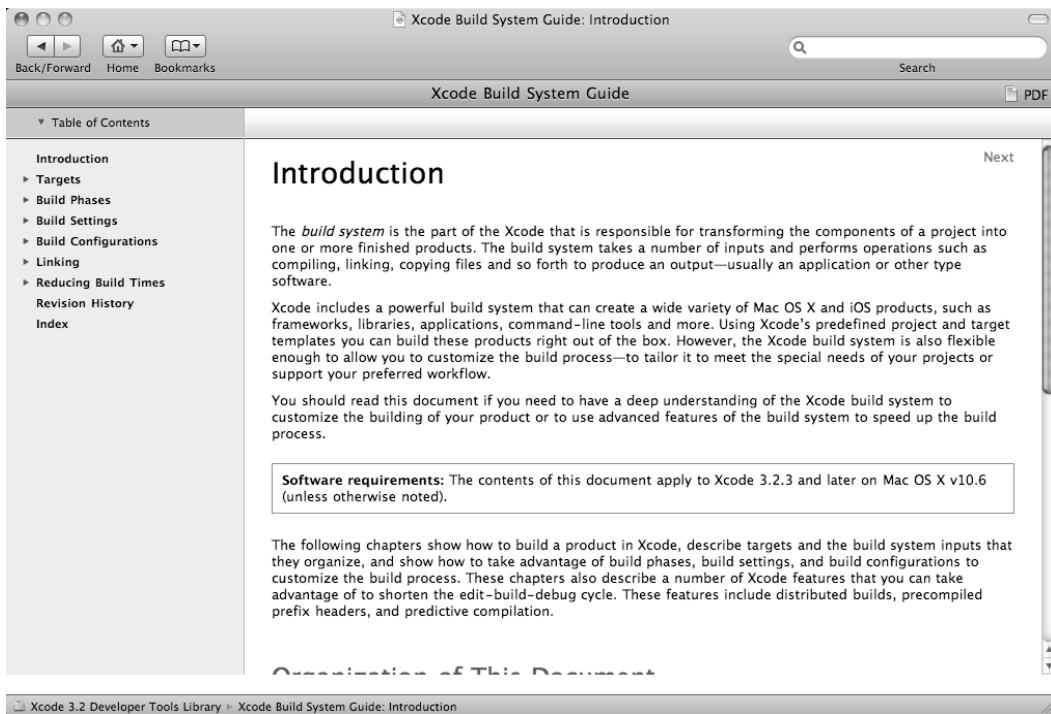 Xcode Build System Guide: Introduction
Back/Forward Home Bookmarks
Search
Xcode Build System Guide
PDF
Table of Contents
Introduction
Targets
Build Phases
Build Settings
Build Configurations
Linking
Reducing Build Times
Revision History
Index
Next
Introduction
The build system is the part of the Xcode that is responsible for transforming the components of a project into
one or more finished products. The build system takes a number of inputs and performs operations such as
compiling, linking, copying files and so forth to produce an output—usually an application or other type
software.
Xcode includes a powerful build system that can create a wide variety of Mac OS X and iOS products, such as
frameworks, libraries, applications, command-line tools and more. Using Xcode's predefined project and target
templates you can build these products right out of the box. However, the Xcode build system is also flexible
enough to allow you to customize the build process—to tailor it to meet the special needs of your projects or
support your preferred workflow.
You should read this document if you need to have a deep understanding of the Xcode build system to
customize the building of your product or to use advanced features of the build system to speed up the build
process.
Software requirements: The contents of this document apply to Xcode 3.2.3 and later on Mac OS X v10.6
(unless otherwise noted).
The following chapters show how to build a product in Xcode, describe targets and the build system inputs that
they organize, and show how to take advantage of build phases, build settings, and build configurations to
customize the build process. These chapters also describe a number of Xcode features that you can take
advantage of to shorten the edit-build-debug cycle. These features include distributed builds, precompiled
prefix headers, and predictive compilation.
Organization of This Document
Xcode 3.2 Developer Tools Library Xcode Build System Guide: Introduction